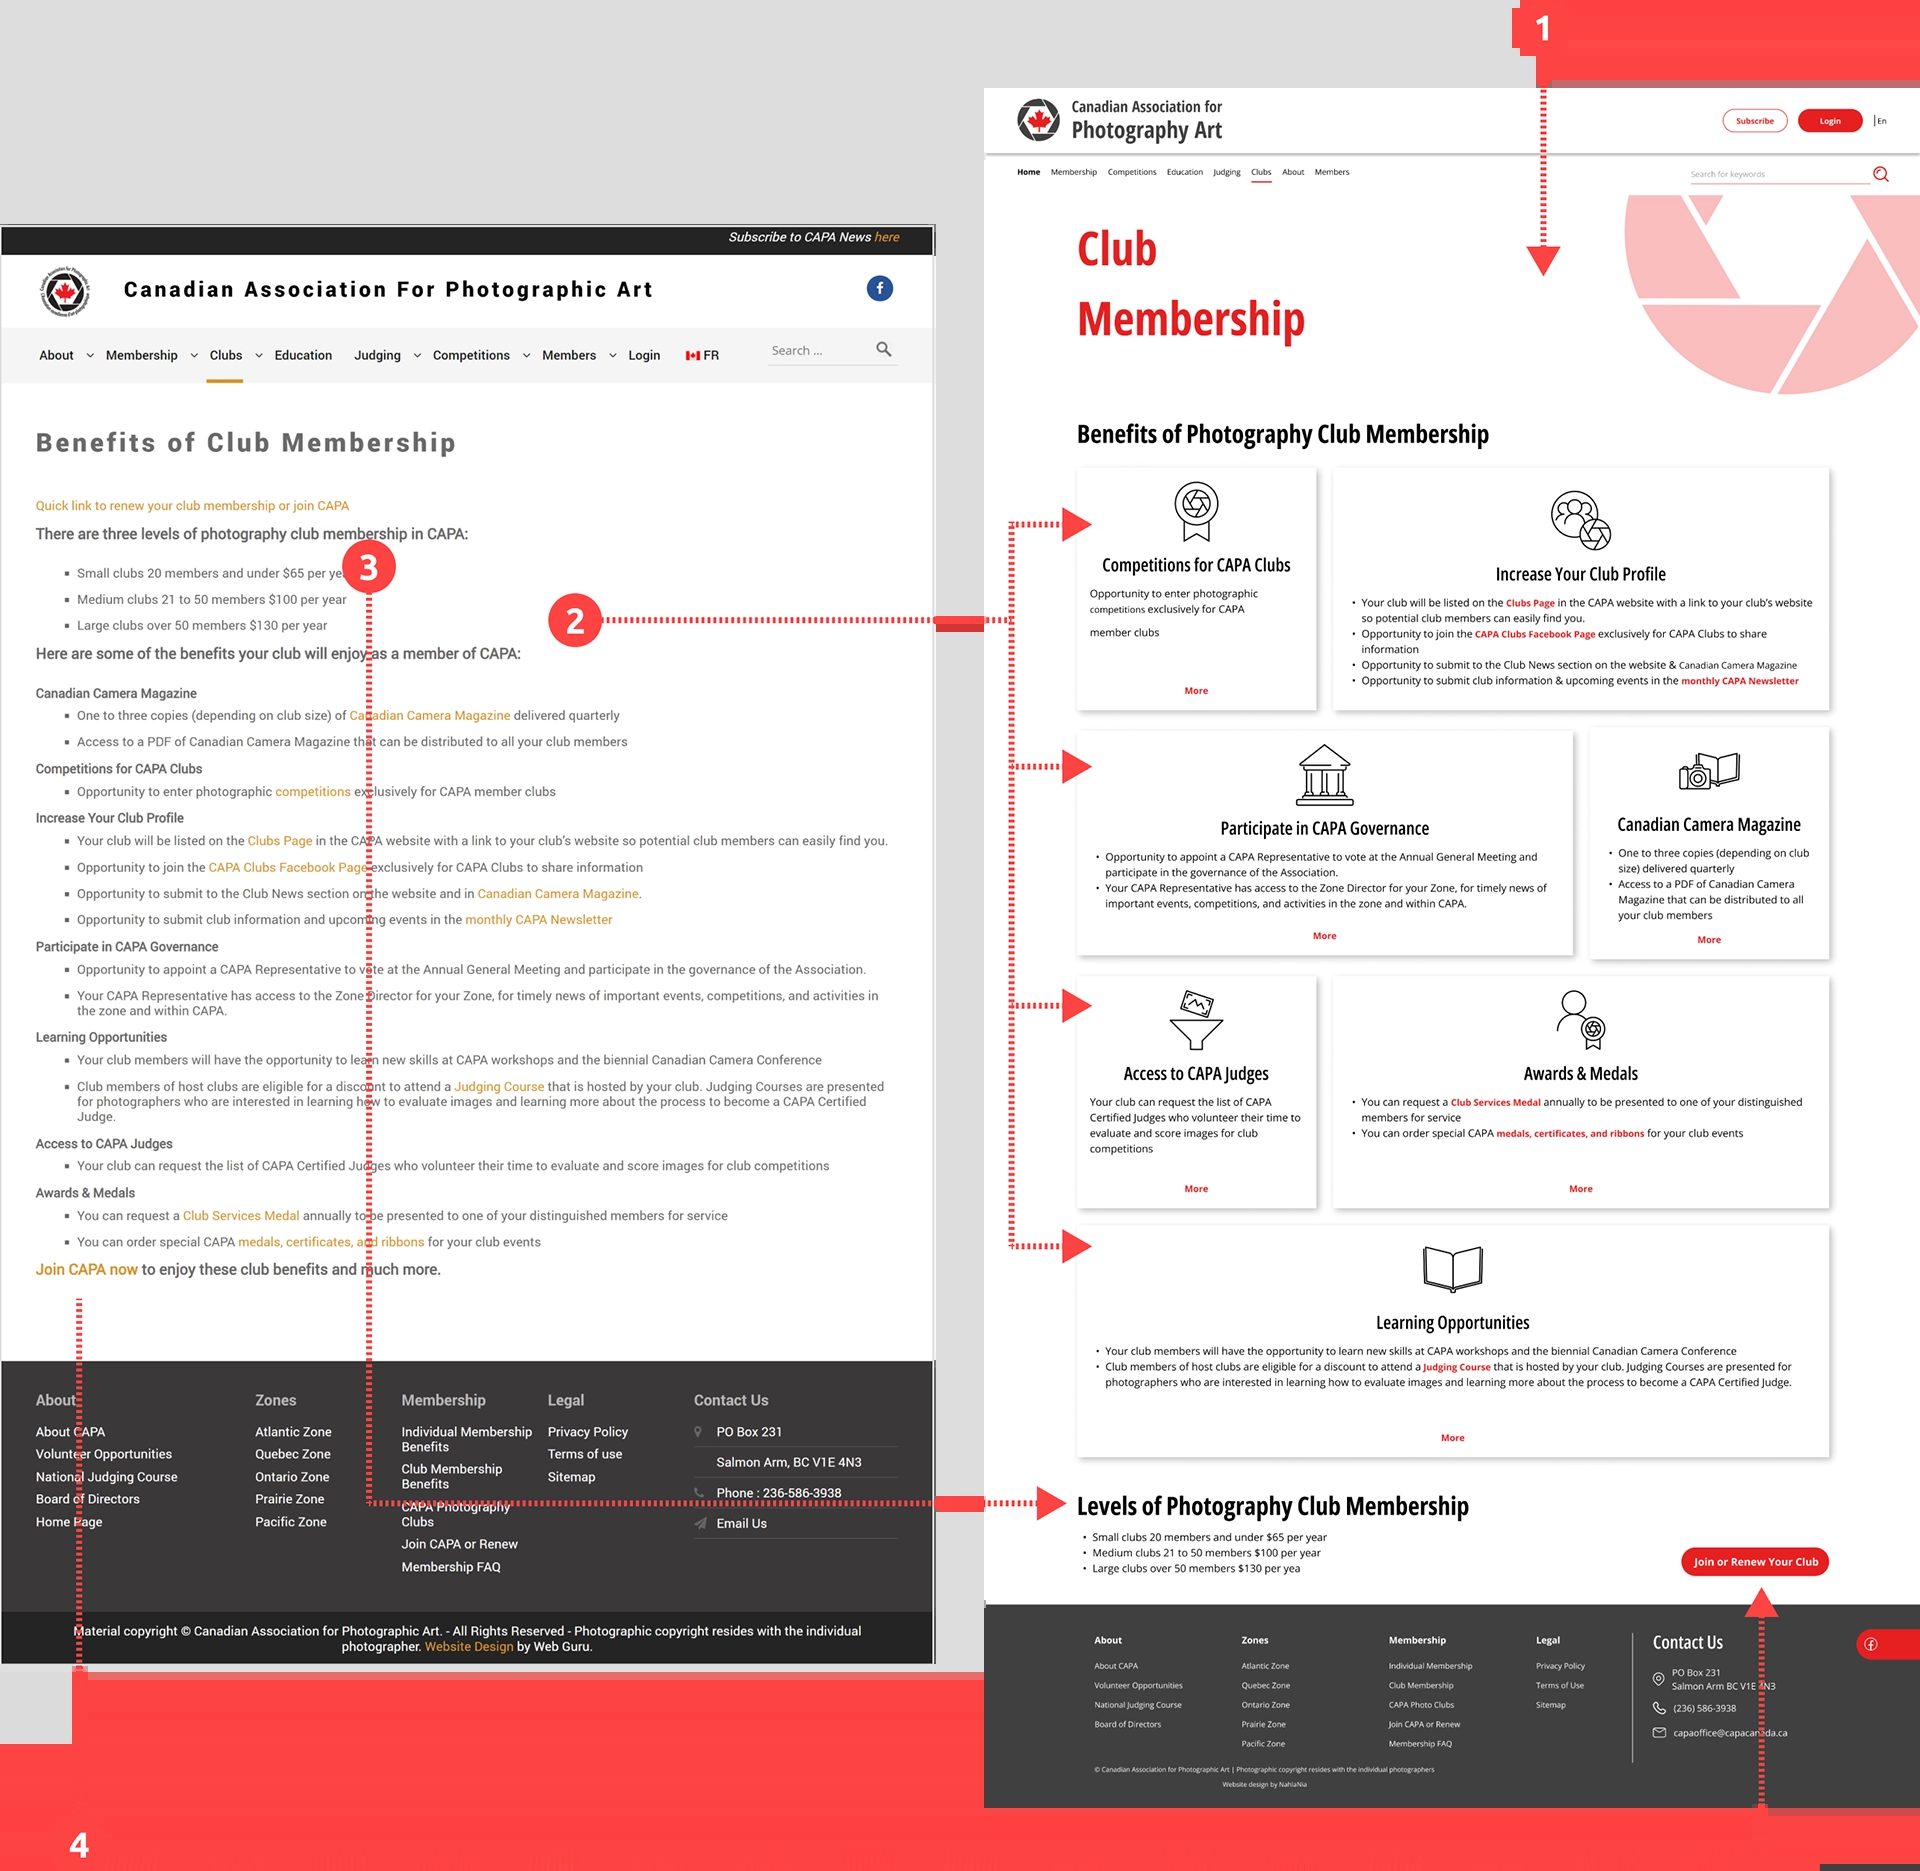 1
Subscribe to CAPA News here
Canadian Association For Photographic Art
About Membership Clubs Education Judging Competitions Members Login FR Search ...
Benefits of Club Membership
Quick link to renew your club membership or join CAPA
There are three levels of photography club membership in CAPA:
Small clubs 20 members and under $65 per ye
3
Medium clubs 21 to 50 members $100 per year
Large clubs over 50 members $130 per year
2
Here are some of the benefits your club will enjoy as a member of CAPA:
Canadian Camera Magazine
One to three copies (depending on club size) of Canadian Camera Magazine delivered quarterly
Access to a PDF of Canadian Camera Magazine that can be distributed to all your club members
Competitions for CAPA Clubs
Opportunity to enter photographic competitions exclusively for CAPA member clubs
Increase Your Club Profile
Your club will be listed on the Clubs Page in the CAPA website with a link to your club's website so potential club members can easily find you.
Opportunity to join the CAPA Clubs Facebook Page exclusively for CAPA Clubs to share information
Opportunity to submit to the Club News section on the website and in Canadian Camera Magazine.
Opportunity to submit club information and upcoming events in the monthly CAPA Newsletter
Participate in CAPA Governance
Opportunity to appoint a CAPA Representative to vote at the Annual General Meeting and participate in the governance of the Association.
Your CAPA Representative has access to the Zone Director for your Zone, for timely news of important events, competitions, and activities in
the zone and within CAPA.
Learning Opportunities
Your club members will have the opportunity to learn new skills at CAPA workshops and the biennial Canadian Camera Conference
Club members of host clubs are eligible for a discount to attend a Judging Course that is hosted by your club. Judging Courses are presented
for photographers who are interested in learning how to evaluate images and learning more about the process to become a CAPA Certified
Judge.
Access to CAPA Judges
Your club can request the list of CAPA Certified Judges who volunteer their time to evaluate and score images for club competitions
Awards & Medals
You can request a Club Services Medal annually to be presented to one of your distinguished members for service
You can order special CAPA medals, certificates, and ribbons for your club events
Join CAPA now to enjoy these club benefits and much more.
About
About CAPA
Volunteer Opportunities
National Judging Course
Board of Directors
Home Page
Zones
Atlantic Zone
Quebec Zone
Ontario Zone
Prairie Zone
Pacific Zone
Membership
Individual Membership
Benefits
Club Membership
Benefits
CAPA Photography
Clubs
Join CAPA or Renew
Membership FAQ
Legal
Privacy Policy
Terms of use
Sitemap
Contact Us
PO Box 231
Salmon Arm, BC V1E 4N3
Phone : 236-586-3938
Email Us
Material copyright © Canadian Association for Photographic Art. - All Rights Reserved - Photographic copyright resides with the individual
photographer. Website Design by Web Guru.
4
Canadian Association for
Photography Art
Subscribe Login | En
Home Membership Competitions Education Judging Clubs About Members Search for keywords
Club
Membership
Benefits of Photography Club Membership
Competitions for CAPA Clubs
Opportunity to enter photographic
competitions exclusively for CAPA
member clubs
More
Increase Your Club Profile
• Your club will be listed on the Clubs Page in the CAPA website with a link to your club's website
so potential club members can easily find you.
• Opportunity to join the CAPA Clubs Facebook Page exclusively for CAPA Clubs to share
information
• Opportunity to submit to the Club News section on the website & Canadian Camera Magazine
• Opportunity to submit club information & upcoming events in the monthly CAPA Newsletter
Participate in CAPA Governance
• Opportunity to appoint a CAPA Representative to vote at the Annual General Meeting and
participate in the governance of the Association.
• Your CAPA Representative has access to the Zone Director for your Zone, for timely news of
important events, competitions, and activities in the zone and within CAPA.
More
Canadian Camera Magazine
• One to three copies (depending on club
size) delivered quarterly
• Access to a PDF of Canadian Camera
Magazine that can be distributed to all
your club members
More
Access to CAPA Judges
Your club can request the list of CAPA
Certified Judges who volunteer their time to
evaluate and score images for club
competitions
More
Awards & Medals
• You can request a Club Services Medal annually to be presented to one of your distinguished
members for service
• You can order special CAPA medals, certificates, and ribbons for your club events
More
Learning Opportunities
• Your club members will have the opportunity to learn new skills at CAPA workshops and the biennial Canadian Camera Conference
• Club members of host clubs are eligible for a discount to attend a Judging Course that is hosted by your club. Judging Courses are presented for
photographers who are interested in learning how to evaluate images and learning more about the process to become a CAPA Certified Judge.
More
Levels of Photography Club Membership
• Small clubs 20 members and under $65 per year
• Medium clubs 21 to 50 members $100 per year
• Large clubs over 50 members $130 per yea
Join or Renew Your Club
About
About CAPA
Volunteer Opportunities
National Judging Course
Board of Directors
Zones
Atlantic Zone
Quebec Zone
Ontario Zone
Prairie Zone
Pacific Zone
Membership
Individual Membership
Club Membership
CAPA Photo Clubs
Join CAPA or Renew
Membership FAQ
Legal
Privacy Policy
Terms of Use
Sitemap
Contact Us
PO Box 231
Salmon Arm BC V1E 4N3
(236) 586-3938
capaoffice@capacanada.ca
© Canadian Association for Photographic Art | Photographic copyright resides with the individual photographers
Website design by NahlaNia